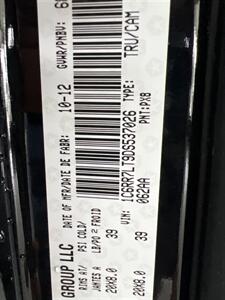 GROUP LLC
DATE OF MFR/DATE DE FABR: 10-12
GVWR/PNBV:
RIMS AT/ PSI COLD/
JANTES A LB/PO² FROID
20X8.0 39
20X8.0 39
VIN: 1C6RR7LT9DS537026
TYPE: TRU/CAM
062AA PNT: PX8